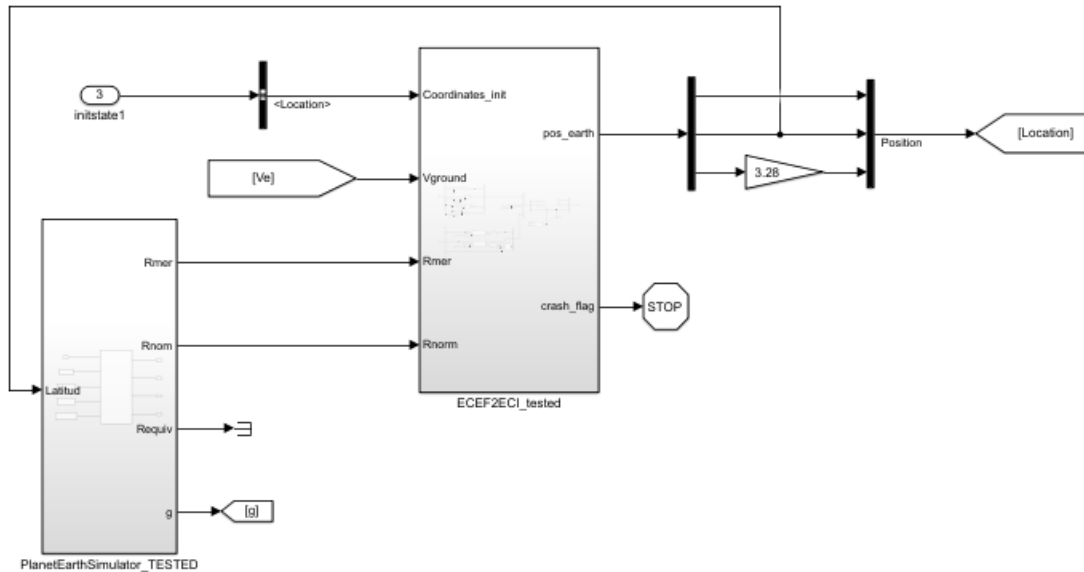 3
initstate1
<Location>
Coordinates_init
pos_earth
[Ve]
Vground
3.28
Position
[Location]
Rmer
Rmer
crash_flag
STOP
Rnom
Rnorm
Latitud
ECEF2ECI_tested
Requiv
g
[g]
PlanetEarthSimulator_TESTED